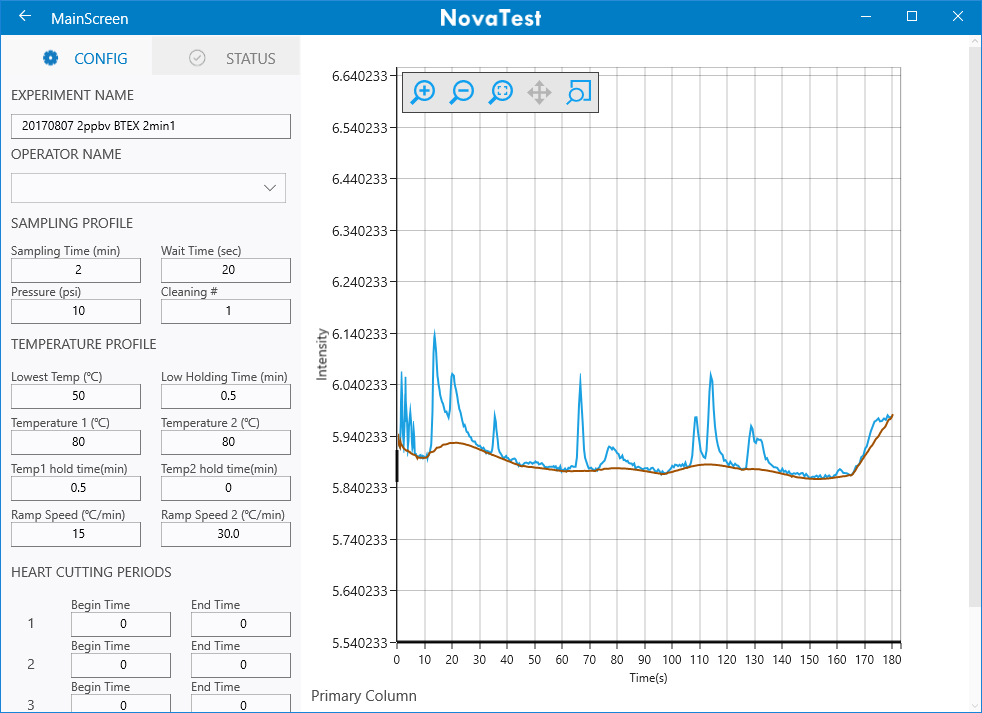 MainScreen
NovaTest
CONFIG
STATUS
EXPERIMENT NAME
20170807 2ppbv BTEX 2min1
OPERATOR NAME
SAMPLING PROFILE
Sampling Time (min)
Wait Time (sec)
2
20
Pressure (psi)
Cleaning #
10
1
TEMPERATURE PROFILE
Lowest Temp (℃)
Low Holding Time (min)
50
0.5
Temperature 1 (℃)
Temperature 2 (℃)
80
80
Temp1 hold time(min)
Temp2 hold time(min)
0.5
0
Ramp Speed (℃/min)
Ramp Speed 2 (℃/min)
15
30.0
HEART CUTTING PERIODS
Begin Time
End Time
1
0
0
Begin Time
End Time
2
0
0
Begin Time
End Time
3
0
0
Intensity
6.640233
6.540233
6.440233
6.340233
6.240233
6.140233
6.040233
5.940233
5.840233
5.740233
5.640233
5.540233
0 10 20 30 40 50 60 70 80 90 100 110 120 130 140 150 160 170 180
Time(s)
Primary Column